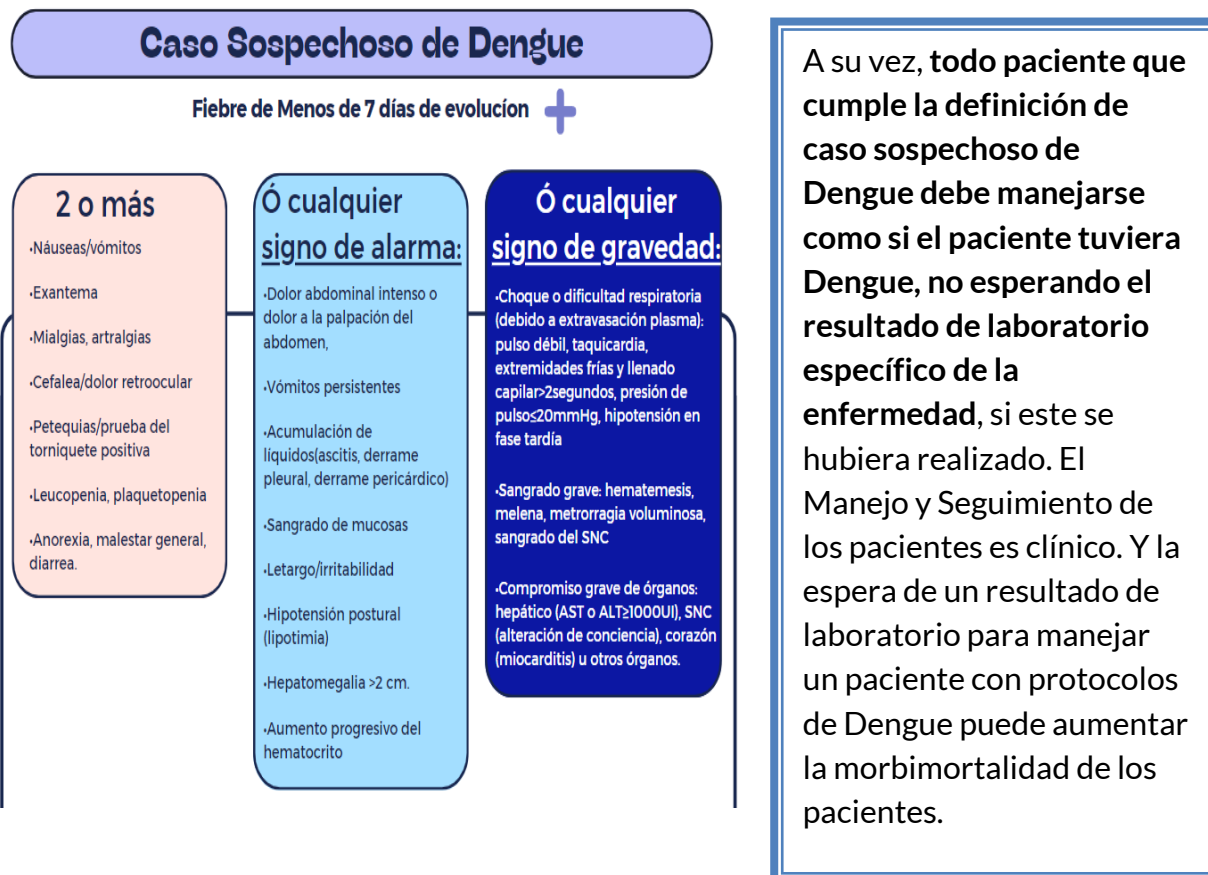 Caso Sospechoso de Dengue
Fiebre de Menos de 7 días de evolucíon
2 o más
•Náuseas/vómitos
•Exantema
•Mialgias, artralgias
•Cefalea/dolor retroocular
•Petequias/prueba del
torniquete positiva
•Leucopenia, plaquetopenia
•Anorexia, malestar general,
diarrea.
Ó cualquier
signo de alarma:
•Dolor abdominal intenso o
dolor a la palpación del
abdomen,
•Vómitos persistentes
•Acumulación de
líquidos(ascitis, derrame
pleural, derrame pericárdico)
•Sangrado de mucosas
•Letargo/irritabilidad
•Hipotensión postural
(lipotimia)
•Hepatomegalia >2 cm.
•Aumento progresivo del
hematocrito
Ó cualquier
signo de gravedad:
•Choque o dificultad respiratoria
(debido a extravasación plasma):
pulso débil, taquicardia,
extremidades frías y llenado
capilar>2segundos, presión de
pulso≤20mmHg, hipotensión en
fase tardía
•Sangrado grave: hematemesis,
melena, metrorragia voluminosa,
sangrado del SNC
•Compromiso grave de órganos:
hepático (AST o ALT≥1000UI), SNC
(alteración de conciencia), corazón
(miocarditis) u otros órganos.
A su vez, todo paciente que
cumple la definición de
caso sospechoso de
Dengue debe manejarse
como si el paciente tuviera
Dengue, no esperando el
resultado de laboratorio
específico de la
enfermedad, si este se
hubiera realizado. El
Manejo y Seguimiento de
los pacientes es clínico. Y la
espera de un resultado de
laboratorio para manejar
un paciente con protocolos
de Dengue puede aumentar
la morbimortalidad de los
pacientes.